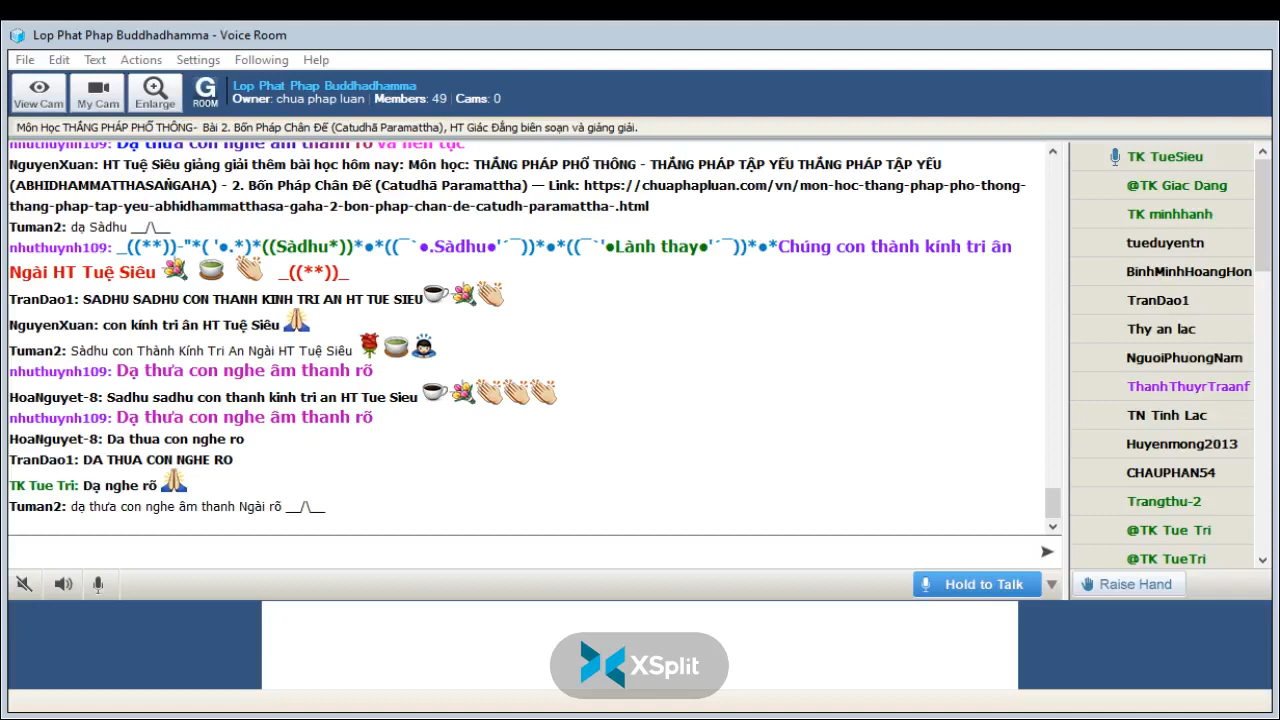 Lop Phat Phap Buddhadhamma - Voice Room
File Edit Text Actions Settings Following Help
View Cam My Cam Enlarge G ROOM
Lop Phat Phap Buddhadhamma
Owner: chua phap luan | Members: 49 | Cams: 0
Môn Học THẮNG PHÁP PHỔ THÔNG- Bài 2. Bốn Pháp Chân Đế (Catudhā Paramattha), HT Giác Đẳng biên soạn và giảng giải.
nhuthuynh109: Dạ thưa con nghe âm thanh rõ và liên tục
NguyenXuan: HT Tuệ Siêu giảng giải thêm bài học hôm nay: Môn học: THẮNG PHÁP PHỔ THÔNG - THẮNG PHÁP TẬP YẾU THẮNG PHÁP TẬP YẾU
(ABHIDHAMMATTHASAṄGAHA) - 2. Bốn Pháp Chân Đế (Catudhā Paramattha) — Link: https://chuaphapluan.com/vn/mon-hoc-thang-phap-pho-thong-
thang-phap-tap-yeu-abhidhammatthasa-gaha-2-bon-phap-chan-de-catudh-paramattha-.html
Tuman2: dạ Sàdhu __/\__
nhuthuynh109: _((**))-"*( '●.*)*((Sàdhu*))*●*((¯`●.Sàdhu●'´¯))*●*((¯`'●Lành thay●'´¯))*●*Chúng con thành kính tri ân
Ngài HT Tuệ Siêu _((**))_
TranDao1: SADHU SADHU CON THANH KINH TRI AN HT TUE SIEU
NguyenXuan: con kính tri ân HT Tuệ Siêu
Tuman2: Sàdhu con Thành Kính Tri An Ngài HT Tuệ Siêu
nhuthuynh109: Dạ thưa con nghe âm thanh rõ
HoaNguyet-8: Sadhu sadhu con thanh kinh tri an HT Tue Sieu
nhuthuynh109: Dạ thưa con nghe âm thanh rõ
HoaNguyet-8: Da thua con nghe ro
TranDao1: DA THUA CON NGHE RO
TK Tue Tri: Dạ nghe rõ
Tuman2: dạ thưa con nghe âm thanh Ngài rõ __/\__
TK TueSieu
@TK Giac Dang
TK minhhanh
tueduyentn
BinhMinhHoangHon
TranDao1
Thy an lac
NguoiPhuongNam
ThanhThuyrTraanf
TN Tinh Lac
Huyenmong2013
CHAUPHAN54
Trangthu-2
@TK Tue Tri
@TK TueTri
Hold to Talk
Raise Hand
XSplit